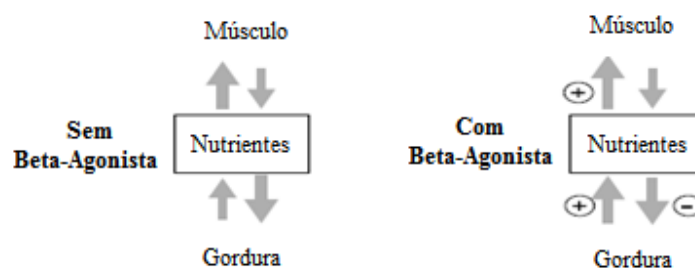 Músculo
Sem
Beta-Agonista
Nutrientes
Gordura
Músculo
+
Com
Beta-Agonista
Nutrientes
+
−
Gordura